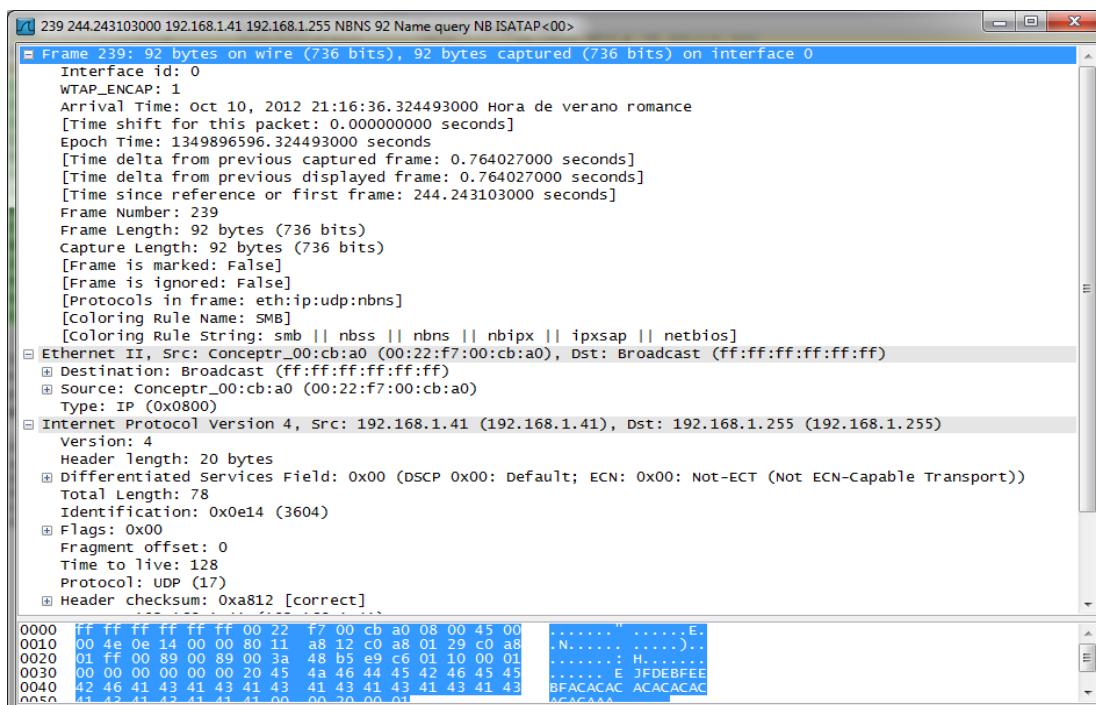 239 244.243103000 192.168.1.41 192.168.1.255 NBNS 92 Name query NB ISATAP<00>
Frame 239: 92 bytes on wire (736 bits), 92 bytes captured (736 bits) on interface 0
Interface id: 0
WTAP_ENCAP: 1
Arrival Time: Oct 10, 2012 21:16:36.324493000 Hora de verano romance
[Time shift for this packet: 0.000000000 seconds]
Epoch Time: 1349896596.324493000 seconds
[Time delta from previous captured frame: 0.764027000 seconds]
[Time delta from previous displayed frame: 0.764027000 seconds]
[Time since reference or first frame: 244.243103000 seconds]
Frame Number: 239
Frame Length: 92 bytes (736 bits)
Capture Length: 92 bytes (736 bits)
[Frame is marked: False]
[Frame is ignored: False]
[Protocols in frame: eth:ip:udp:nbns]
[Coloring Rule Name: SMB]
[Coloring Rule String: smb || nbss || nbns || nbipx || ipxsap || netbios]
Ethernet II, Src: Conceptr_00:cb:a0 (00:22:f7:00:cb:a0), Dst: Broadcast (ff:ff:ff:ff:ff:ff)
Destination: Broadcast (ff:ff:ff:ff:ff:ff)
Source: Conceptr_00:cb:a0 (00:22:f7:00:cb:a0)
Type: IP (0x0800)
Internet Protocol Version 4, Src: 192.168.1.41 (192.168.1.41), Dst: 192.168.1.255 (192.168.1.255)
Version: 4
Header length: 20 bytes
Differentiated Services Field: 0x00 (DSCP 0x00: Default; ECN: 0x00: Not-ECT (Not ECN-Capable Transport))
Total Length: 78
Identification: 0x0e14 (3604)
Flags: 0x00
Fragment offset: 0
Time to live: 128
Protocol: UDP (17)
Header checksum: 0xa812 [correct]
0000 ff ff ff ff ff ff 00 22 f7 00 cb a0 08 00 45 00 ......." ......E.
0010 00 4e 0e 14 00 00 80 11 a8 12 c0 a8 01 29 c0 a8 .N...... .....)..
0020 01 ff 00 89 00 89 00 3a 48 b5 e9 c6 01 10 00 01 .......: H.......
0030 00 00 00 00 00 00 20 45 4a 46 44 45 42 46 45 45 ...... E JFDEBFEE
0040 42 46 41 43 41 43 41 43 41 43 41 43 41 43 41 43 BFACACAC ACACACAC
0050 41 43 41 43 41 41 41 00 00 20 00 01 ACACAAA. . ..